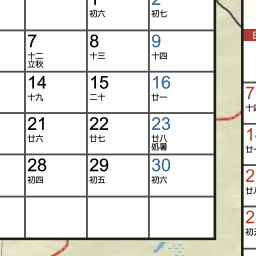 1 2
初六 初七
7 8 9
十二 十三 十四
立秋
14 15 16
十九 二十 廿一
21 22 23
廿六 廿七 廿八
處暑
28 29 30
初四 初五 初六